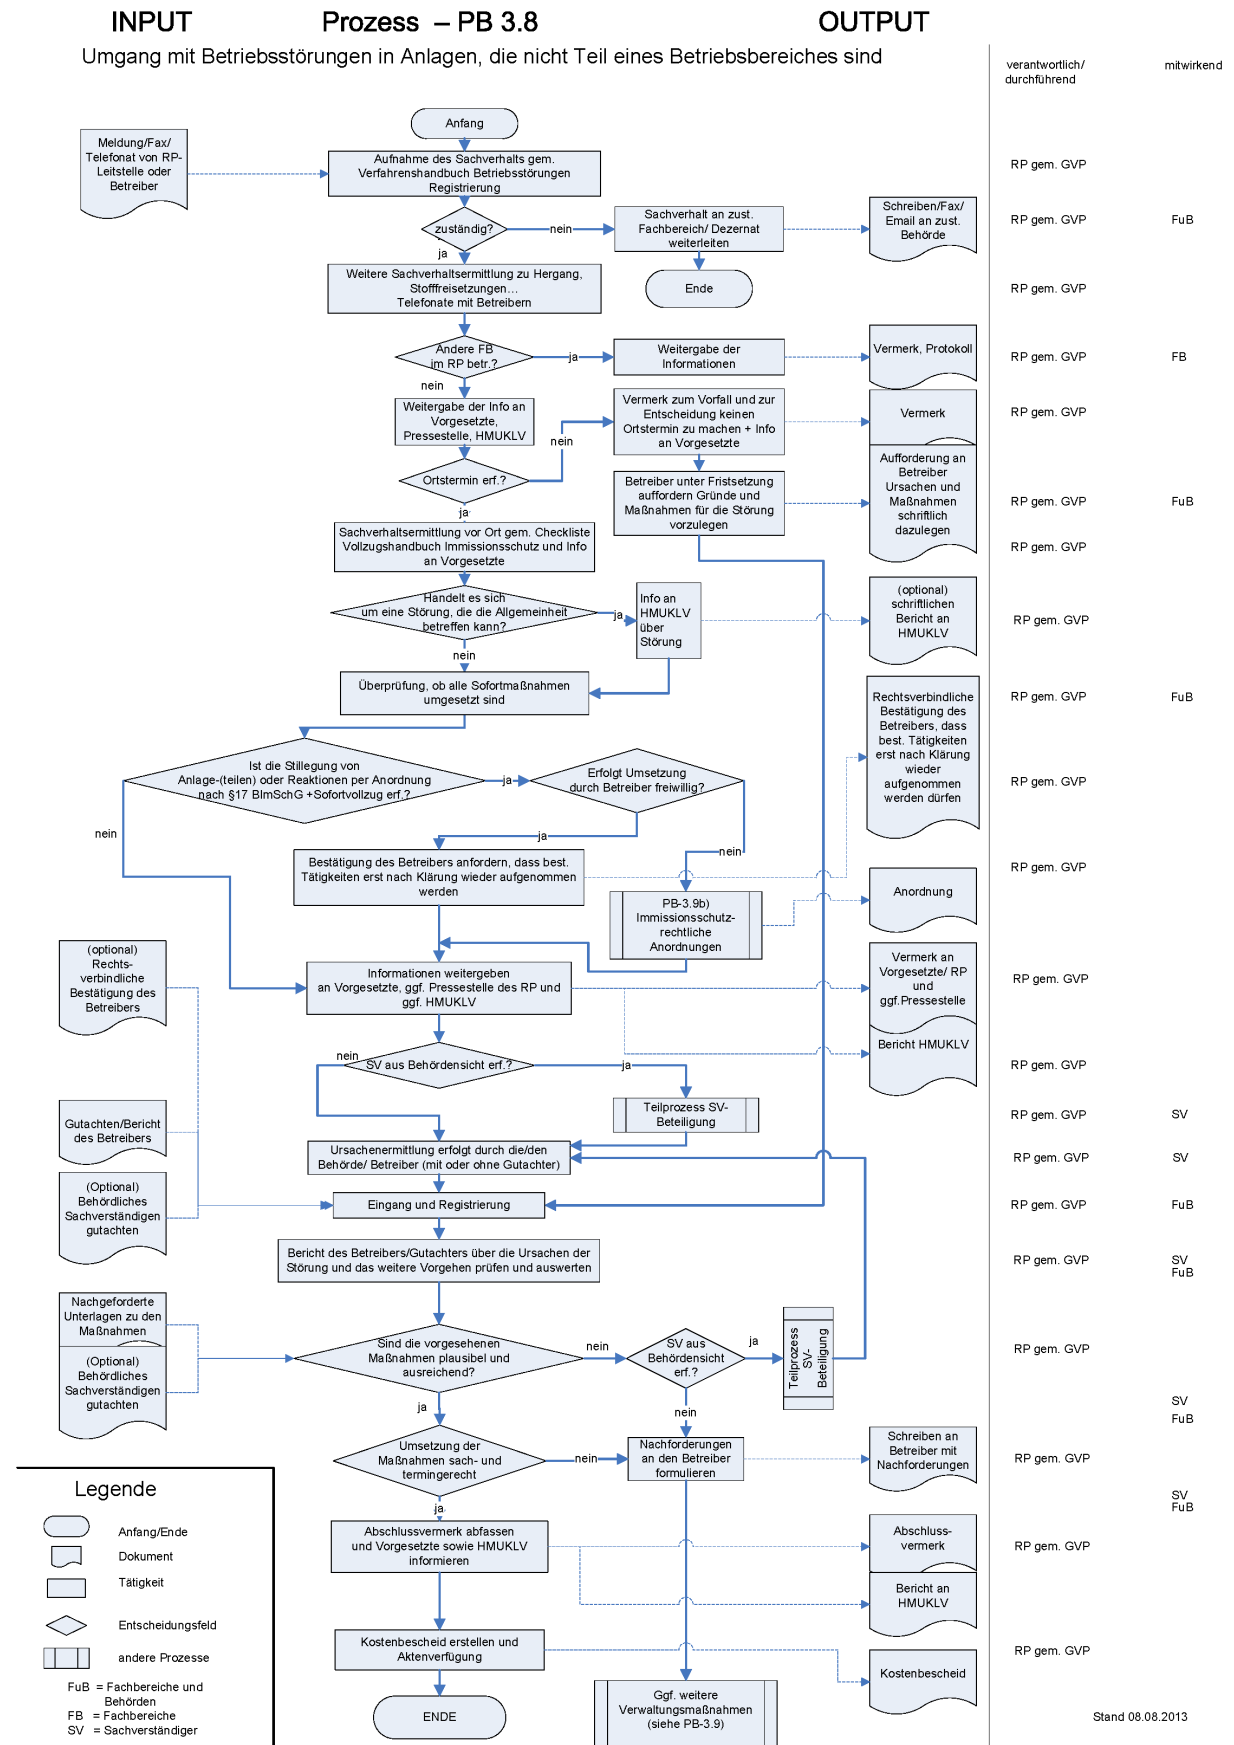 INPUT
Prozess – PB 3.8
OUTPUT
Umgang mit Betriebsstörungen in Anlagen, die nicht Teil eines Betriebsbereiches sind
verantwortlich/
durchführend
mitwirkend
Anfang
Meldung/Fax/
Telefonat von RP-
Leitstelle oder
Betreiber
Aufnahme des Sachverhalts gem.
Verfahrenshandbuch Betriebsstörungen
Registrierung
RP gem. GVP
zuständig?
nein
Sachverhalt an zust.
Fachbereich/ Dezernat
weiterleiten
Schreiben/Fax/
Email an zust.
Behörde
RP gem. GVP
FuB
ja
Weitere Sachverhaltsermittlung zu Hergang,
Stofffreisetzungen…
Telefonate mit Betreibern
Ende
RP gem. GVP
Andere FB
im RP betr.?
ja
Weitergabe der
Informationen
Vermerk, Protokoll
RP gem. GVP
FB
nein
Weitergabe der Info an
Vorgesetzte,
Pressestelle, HMUKLV
nein
Vermerk zum Vorfall und zur
Entscheidung keinen
Ortstermin zu machen + Info
an Vorgesetzte
Vermerk
RP gem. GVP
Ortstermin erf.?
Betreiber unter Fristsetzung
auffordern Gründe und
Maßnahmen für die Störung
vorzulegen
Aufforderung an
Betreiber
Ursachen und
Maßnahmen
schriftlich
dazulegen
RP gem. GVP
FuB
ja
Sachverhaltsermittlung vor Ort gem. Checkliste
Vollzugshandbuch Immissionsschutz und Info
an Vorgesetzte
RP gem. GVP
Handelt es sich
um eine Störung, die die Allgemeinheit
betreffen kann?
ja
Info an
HMUKLV
über
Störung
(optional)
schriftlichen
Bericht an
HMUKLV
RP gem. GVP
nein
Überprüfung, ob alle Sofortmaßnahmen
umgesetzt sind
Rechtsverbindliche
Bestätigung des
Betreibers, dass
best. Tätigkeiten
erst nach Klärung
wieder
aufgenommen
werden dürfen
RP gem. GVP
FuB
Ist die Stillegung von
Anlage-(teilen) oder Reaktionen per Anordnung
nach §17 BImSchG +Sofortvollzug erf.?
ja
Erfolgt Umsetzung
durch Betreiber freiwillig?
RP gem. GVP
nein
ja
nein
Bestätigung des Betreibers anfordern, dass best.
Tätigkeiten erst nach Klärung wieder aufgenommen
werden
RP gem. GVP
PB-3.9b)
Immissionsschutz-
rechtliche
Anordnungen
Anordnung
(optional)
Rechts-
verbindliche
Bestätigung des
Betreibers
Informationen weitergeben
an Vorgesetzte, ggf. Pressestelle des RP und
ggf. HMUKLV
Vermerk an
Vorgesetzte/ RP
und
ggf.Pressestelle
RP gem. GVP
Bericht HMUKLV
nein
SV aus Behördensicht erf.?
ja
RP gem. GVP
Gutachten/Bericht
des Betreibers
Teilprozess SV-
Beteiligung
RP gem. GVP
SV
Ursachenermittlung erfolgt durch die/den
Behörde/ Betreiber (mit oder ohne Gutachter)
RP gem. GVP
SV
(Optional)
Behördliches
Sachverständigen
gutachten
Eingang und Registrierung
RP gem. GVP
FuB
Bericht des Betreibers/Gutachters über die Ursachen der
Störung und das weitere Vorgehen prüfen und auswerten
RP gem. GVP
SV
FuB
Nachgeforderte
Unterlagen zu den
Maßnahmen
(Optional)
Behördliches
Sachverständigen
gutachten
Sind die vorgesehenen
Maßnahmen plausibel und
ausreichend?
nein
SV aus
Behördensicht
erf.?
ja
Teilprozess
SV-
Beteiligung
RP gem. GVP
SV
FuB
ja
nein
Umsetzung der
Maßnahmen sach- und
termingerecht
nein
Nachforderungen
an den Betreiber
formulieren
Schreiben an
Betreiber mit
Nachforderungen
RP gem. GVP
SV
FuB
ja
Abschlussvermerk abfassen
und Vorgesetzte sowie HMUKLV
informieren
Abschluss-
vermerk
RP gem. GVP
Bericht an
HMUKLV
Kostenbescheid erstellen und
Aktenverfügung
Kostenbescheid
RP gem. GVP
ENDE
Ggf. weitere
Verwaltungsmaßnahmen
(siehe PB-3.9)
Legende
Anfang/Ende
Dokument
Tätigkeit
Entscheidungsfeld
andere Prozesse
FuB = Fachbereiche und
Behörden
FB = Fachbereiche
SV = Sachverständiger
Stand 08.08.2013